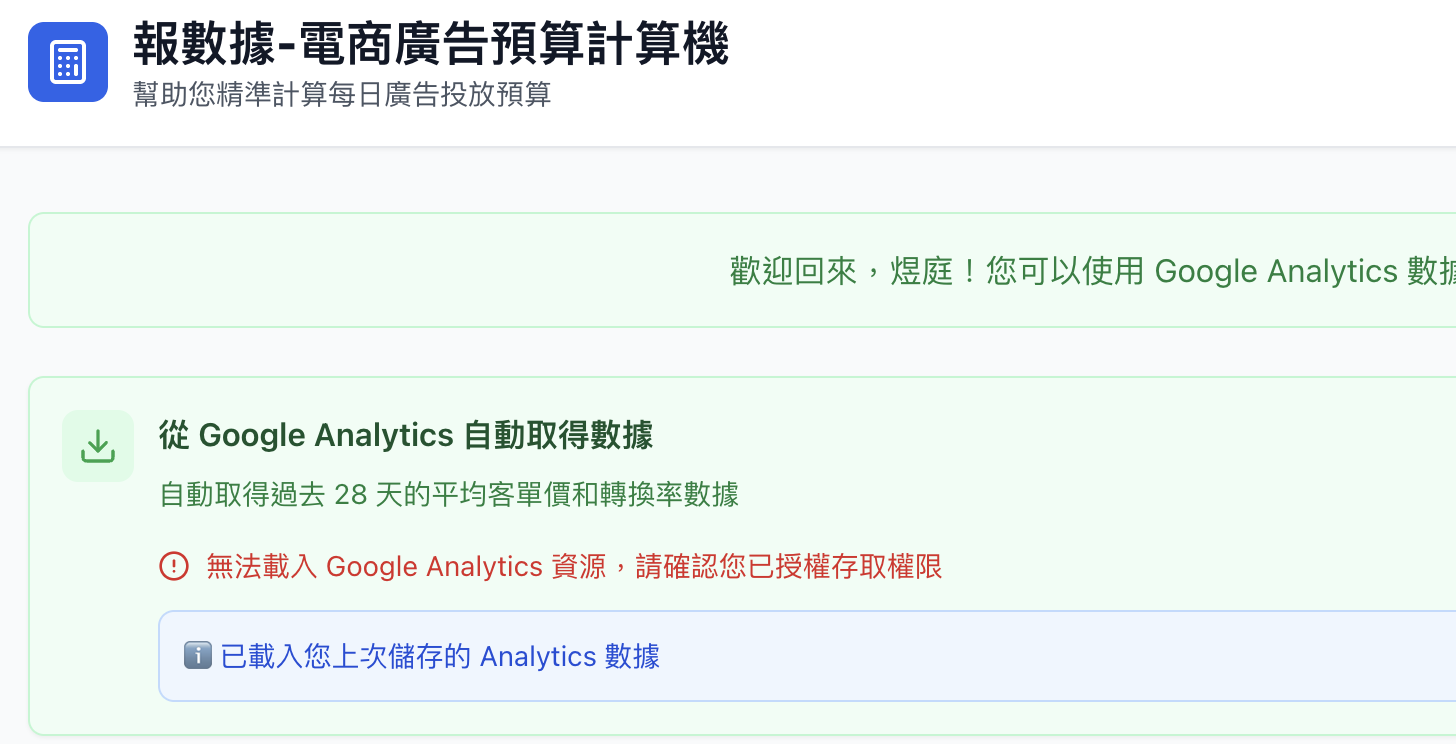 報數據-電商廣告預算計算機
幫助您精準計算每日廣告投放預算
歡迎回來，煜庭！您可以使用 Google Analytics 數據
從 Google Analytics 自動取得數據
自動取得過去 28 天的平均客單價和轉換率數據
無法載入 Google Analytics 資源，請確認您已授權存取權限
ℹ️ 已載入您上次儲存的 Analytics 數據